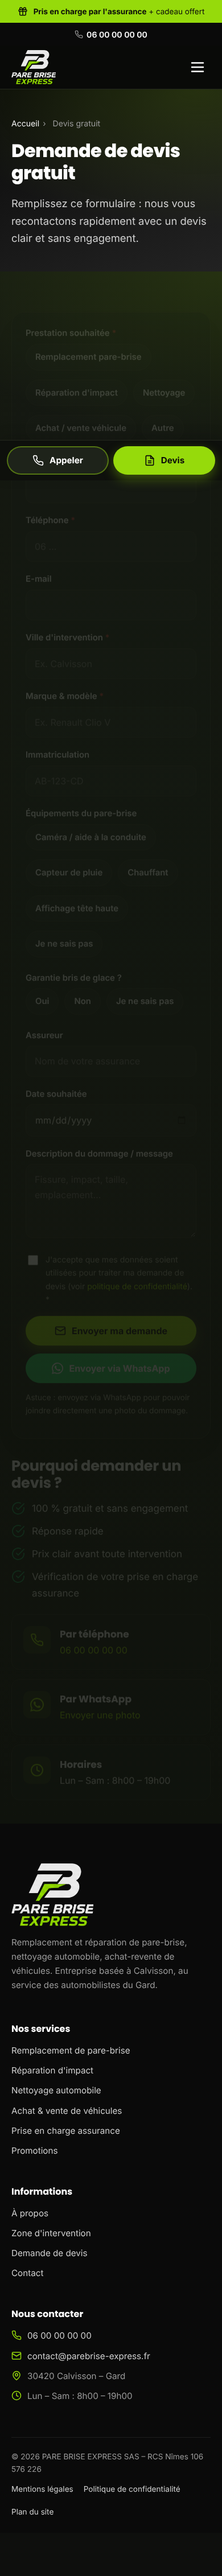 Pris en charge par l'assurance + cadeau offert
06 00 00 00 00
PARE BRISE
EXPRESS
Accueil › Devis gratuit
Demande de devis
gratuit
Remplissez ce formulaire : nous vous
recontactons rapidement avec un devis
clair et sans engagement.
Prestation souhaitée *
Remplacement pare-brise
Réparation d'impact
Nettoyage
Achat / vente véhicule
Autre
Appeler
Devis
Téléphone *
06…
E-mail
Ville d'intervention *
Ex. Calvisson
Marque & modèle *
Ex. Renault Clio V
Immatriculation
AB-123-CD
Équipements du pare-brise
Caméra / aide à la conduite
Capteur de pluie
Chauffant
Affichage tête haute
Je ne sais pas
Garantie bris de glace ?
Oui
Non
Je ne sais pas
Assureur
Nom de votre assurance
Date souhaitée
mm/dd/yyyy
Description du dommage / message
Fissure, impact, taille,
emplacement…
J'accepte que mes données soient
utilisées pour traiter ma demande de
devis (voir politique de confidentialité).
*
Envoyer ma demande
Envoyer via WhatsApp
Astuce : envoyez via WhatsApp pour pouvoir
joindre directement une photo du dommage.
Pourquoi demander un
devis ?
100 % gratuit et sans engagement
Réponse rapide
Prix clair avant toute intervention
Vérification de votre prise en charge
assurance
Par téléphone
06 00 00 00 00
Par WhatsApp
Envoyer une photo
Horaires
Lun – Sam : 8h00 – 19h00
PARE BRISE
EXPRESS
Remplacement et réparation de pare-brise,
nettoyage automobile, achat-revente de
véhicules. Entreprise basée à Calvisson, au
service des automobilistes du Gard.
Nos services
Remplacement de pare-brise
Réparation d'impact
Nettoyage automobile
Achat & vente de véhicules
Prise en charge assurance
Promotions
Informations
À propos
Zone d'intervention
Demande de devis
Contact
Nous contacter
06 00 00 00 00
contact@parebrise-express.fr
30420 Calvisson – Gard
Lun – Sam : 8h00 – 19h00
© 2026 PARE BRISE EXPRESS SAS – RCS Nîmes 106
576 226
Mentions légales
Politique de confidentialité
Plan du site